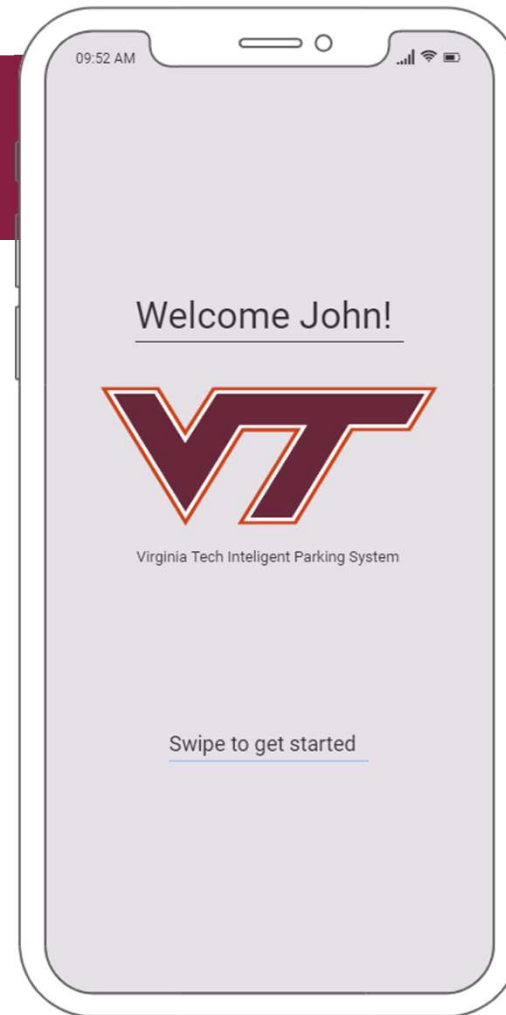 09:52 AM
Welcome John!
VT
Virginia Tech Inteligent Parking System
Swipe to get started